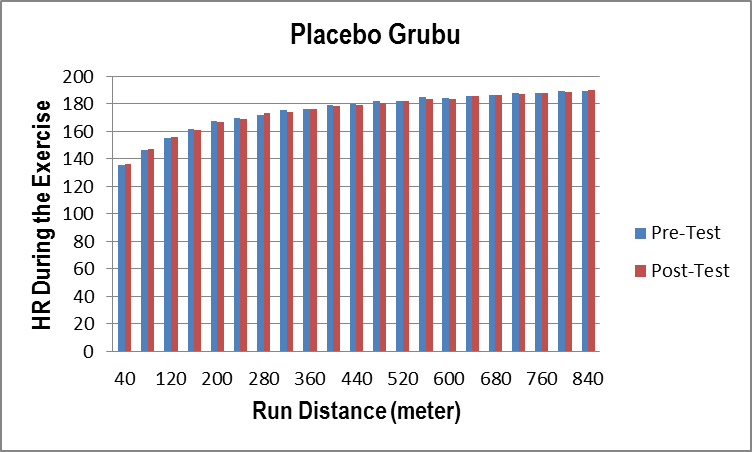 Placebo Grubu
HR During the Exercise
200
180
160
140
120
100
80
60
40
20
0
40 120 200 280 360 440 520 600 680 760 840
Run Distance (meter)
Pre-Test
Post-Test